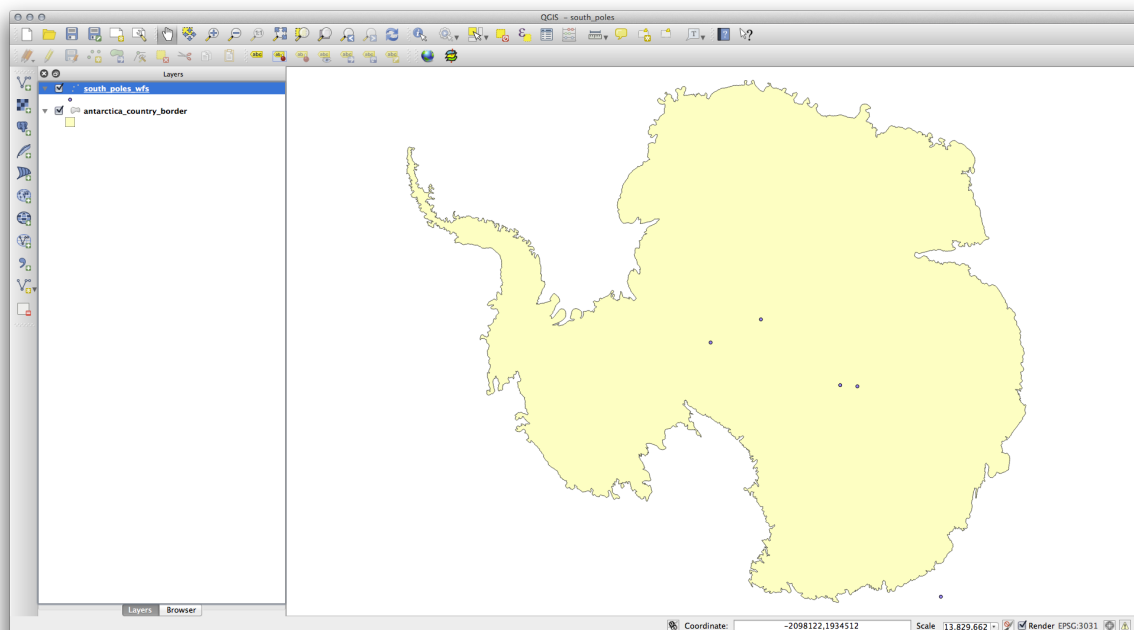 QGIS - south_poles
Layers
south_poles_wfs
antarctica_country_border
Layers
Browser
Coordinate:
-2098122,1934512
Scale
13,829,662
Render
EPSG:3031